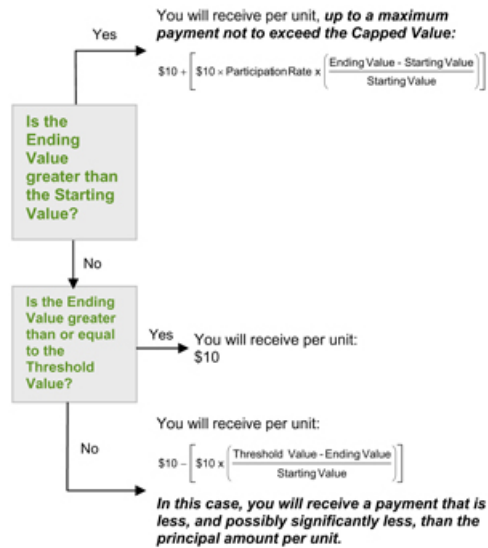 You will receive per unit, up to a maximum
payment not to exceed the Capped Value:
Yes
$10 + [ $10 × Participation Rate x ( Ending Value - Starting Value / Starting Value ) ]
Is the
Ending
Value
greater than
the Starting
Value?
No
Is the Ending
Value greater
than or equal
to the
Threshold
Value?
Yes
You will receive per unit:
$10
You will receive per unit:
No
$10 – [ $10 x ( Threshold Value - Ending Value / Starting Value ) ]
In this case, you will receive a payment that is
less, and possibly significantly less, than the
principal amount per unit.